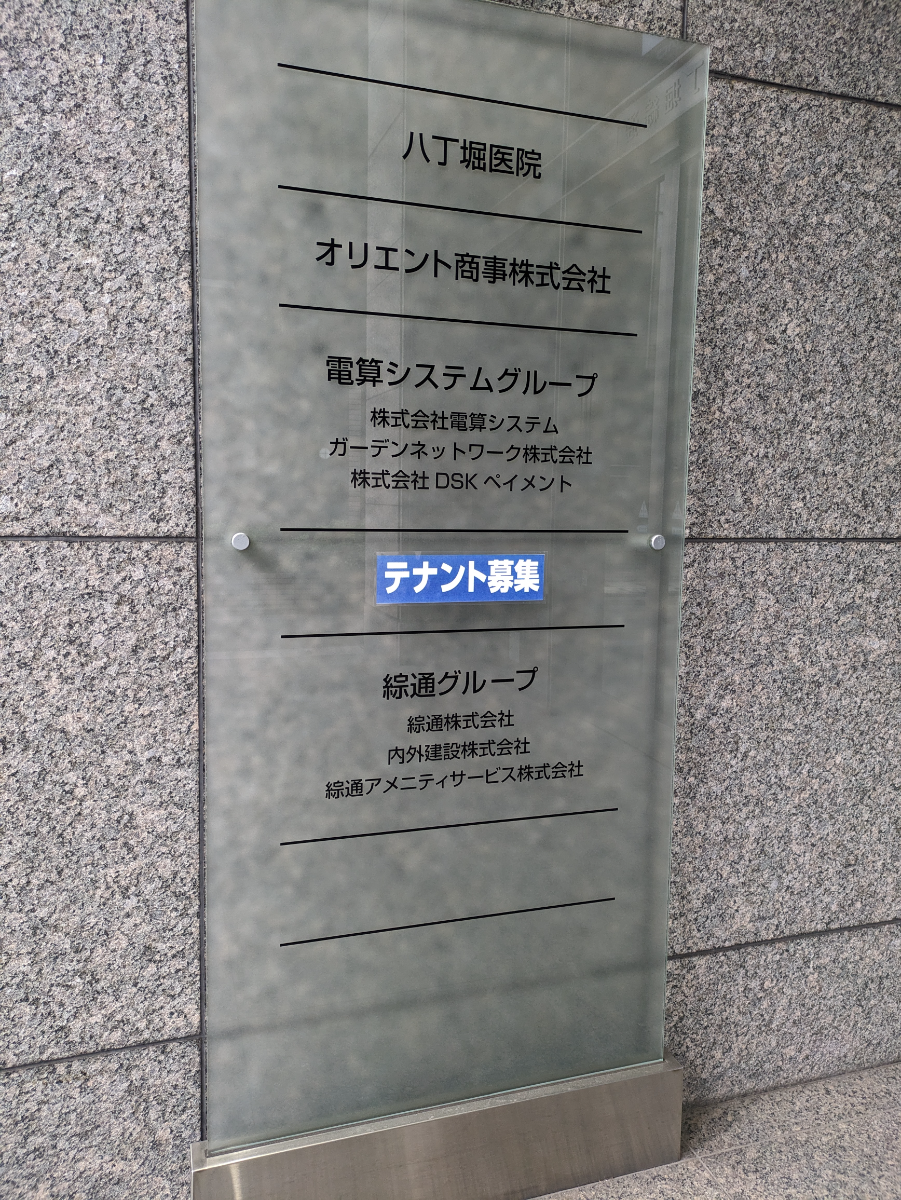 八丁堀医院
オリエント商事株式会社
電算システムグループ
株式会社電算システム
ガーデンネットワーク株式会社
株式会社 DSK ペイメント
テナント募集
綜通グループ
綜通株式会社
内外建設株式会社
綜通アメニティサービス株式会社